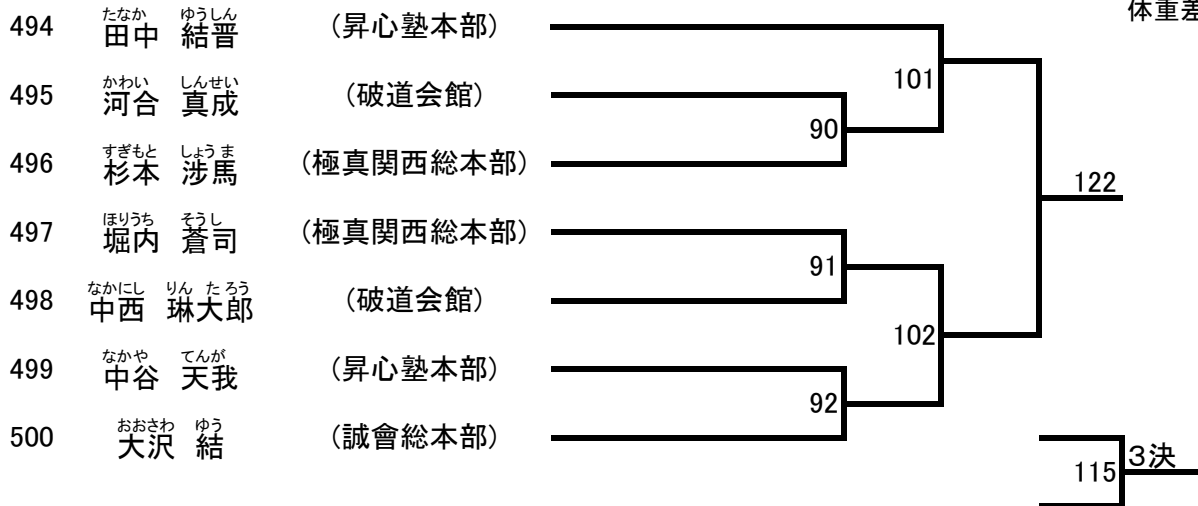 体重差
たなか ゆうしん
494 田中 結晋 (昇心塾本部)
101
かわい しんせい
495 河合 真成 (破道会館)
90
すぎもと しょうま
496 杉本 渉馬 (極真関西総本部)
122
ほりうち そうし
497 堀内 蒼司 (極真関西総本部)
91
なかにし りん たろう
498 中西 琳大郎 (破道会館)
102
なかや てんが
499 中谷 天我 (昇心塾本部)
92
おおさわ ゆう
500 大沢 結 (誠會総本部)
115 3決